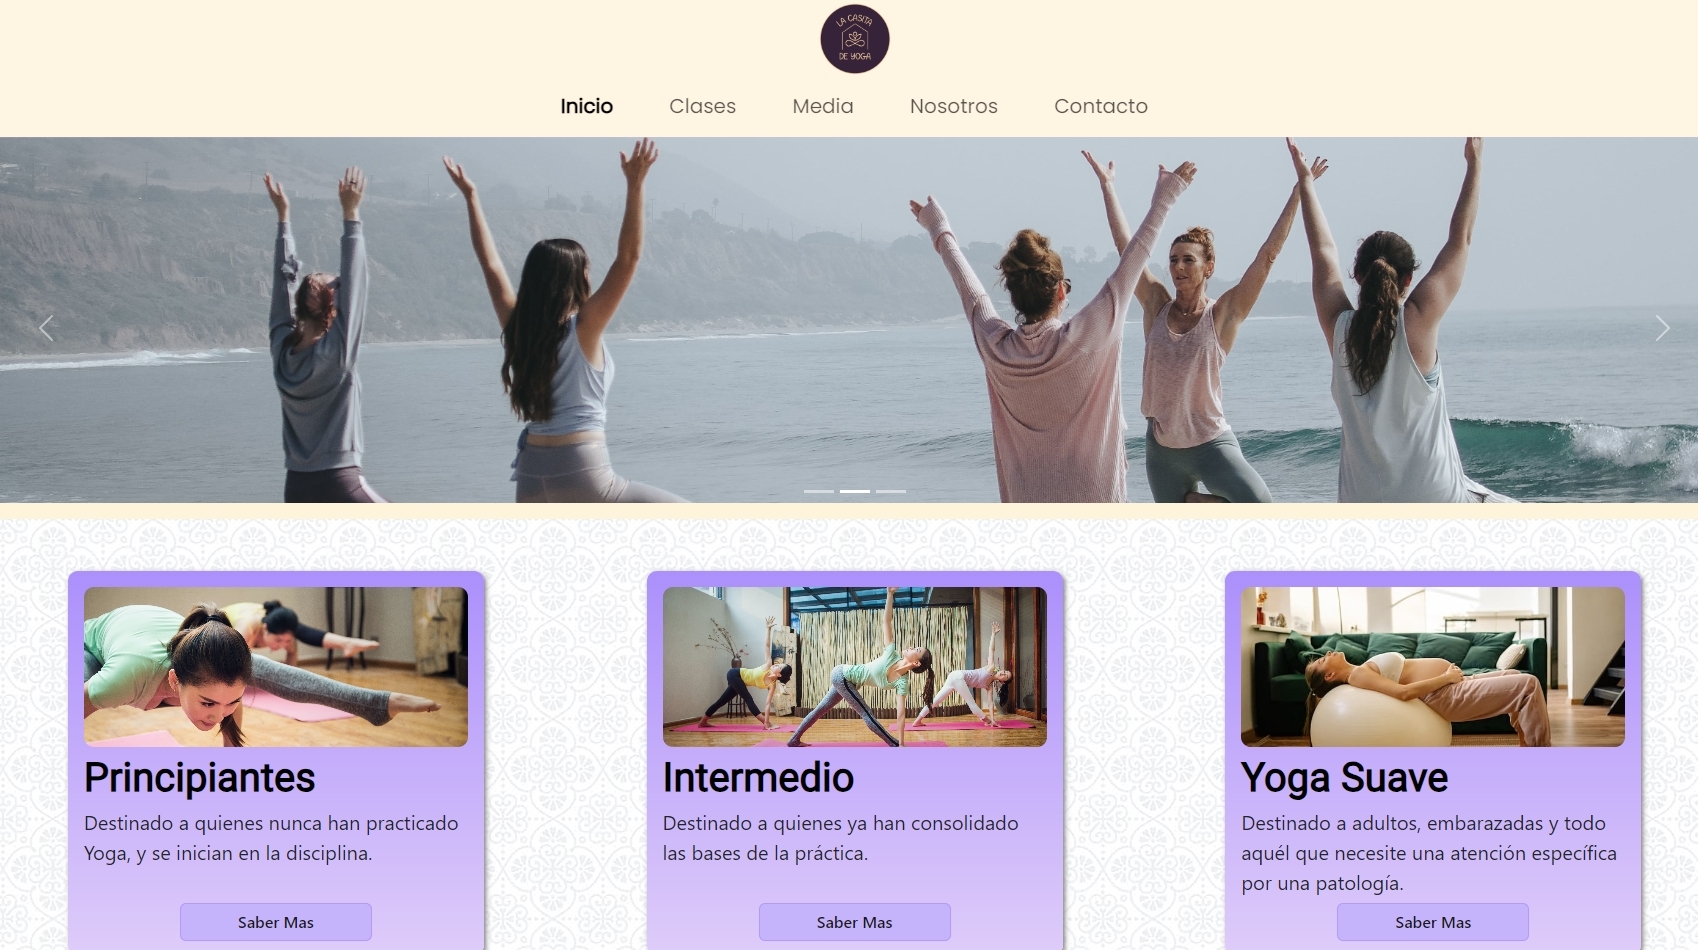 LA CASITA
DE YOGA
Inicio
Clases
Media
Nosotros
Contacto
Principiantes
Destinado a quienes nunca han practicado
Yoga, y se inician en la disciplina.
Saber Mas
Intermedio
Destinado a quienes ya han consolidado
las bases de la práctica.
Saber Mas
Yoga Suave
Destinado a adultos, embarazadas y todo
aquél que necesite una atención específica
por una patología.
Saber Mas